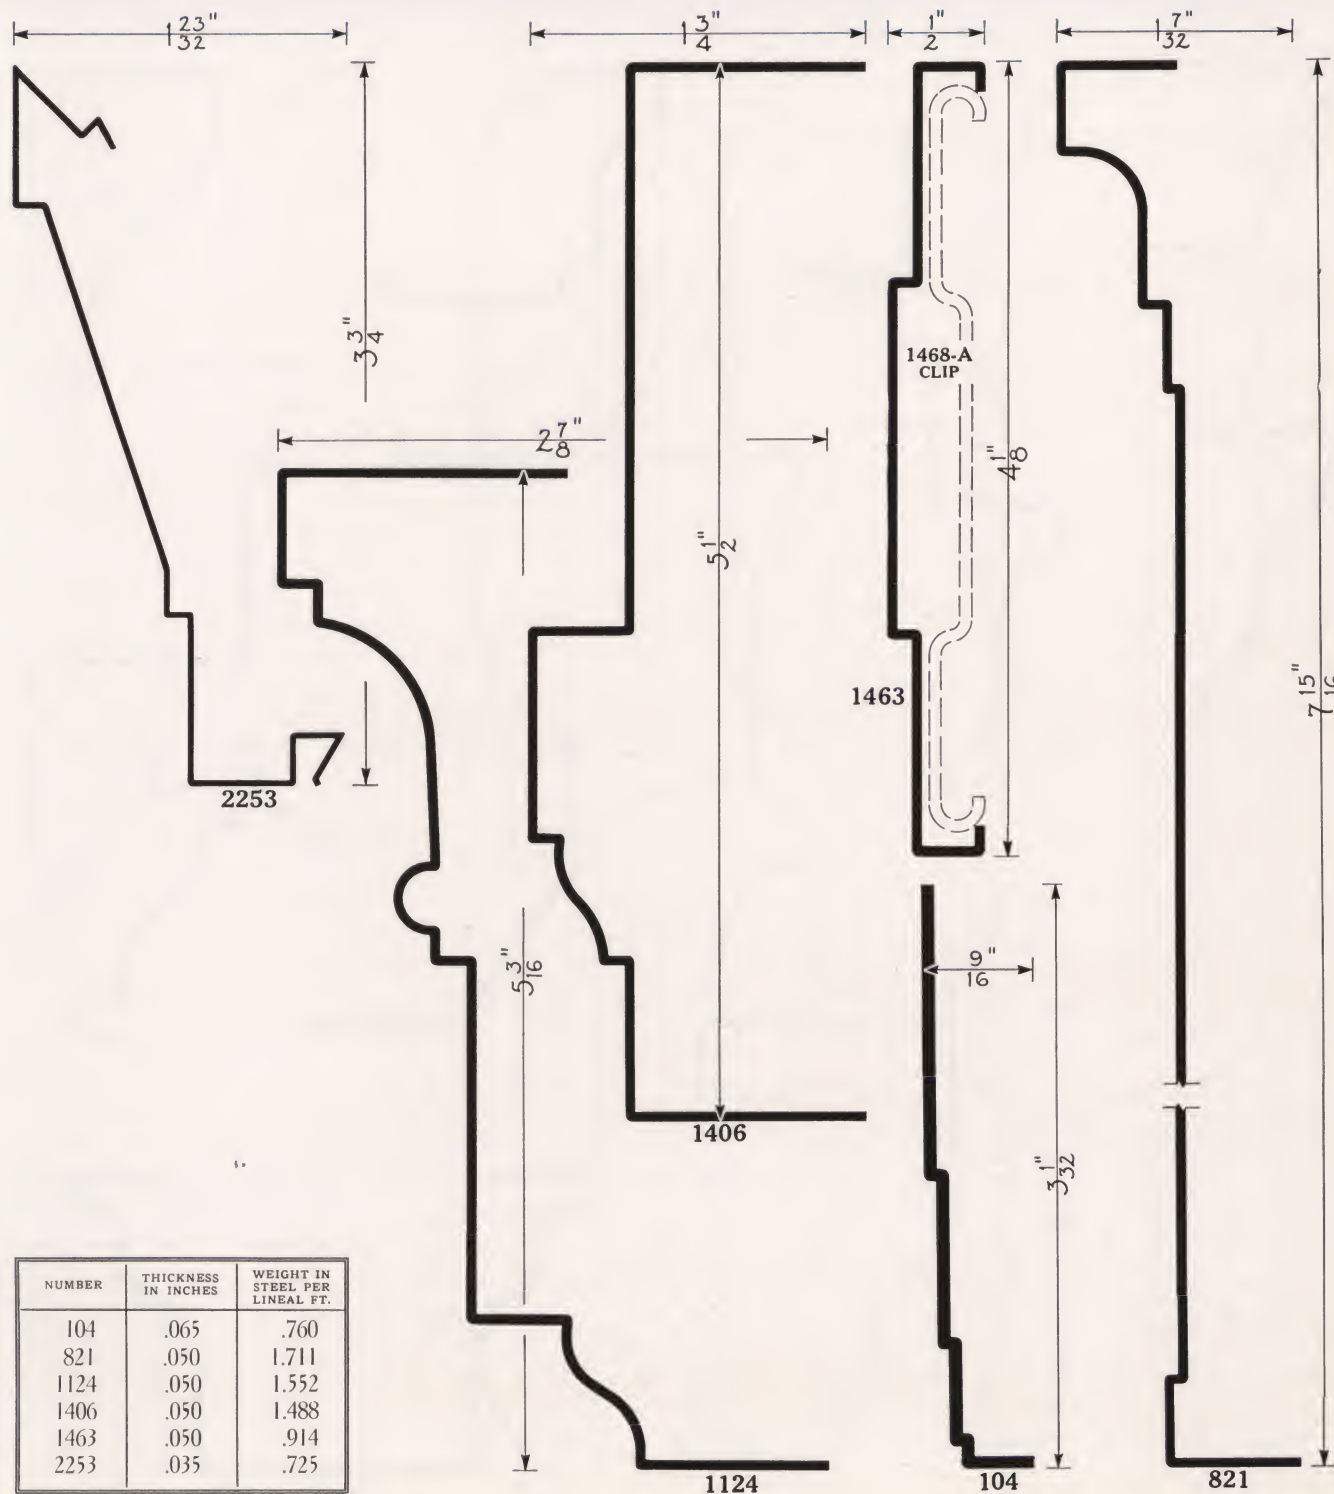 1 23/32"
1 3/4"
1/2"
1 7/32"
3 3/4"
2 7/8"
1468-A
CLIP
4 1/8"
5 1/2"
1463
7 15/16"
2253
5 3/16"
9/16"
1406
3 1/32"
NUMBER THICKNESS IN INCHES WEIGHT IN STEEL PER LINEAL FT.
104 .065 .760
821 .050 1.711
1124 .050 1.552
1406 .050 1.488
1463 .050 .914
2253 .035 .725
1124
104
821